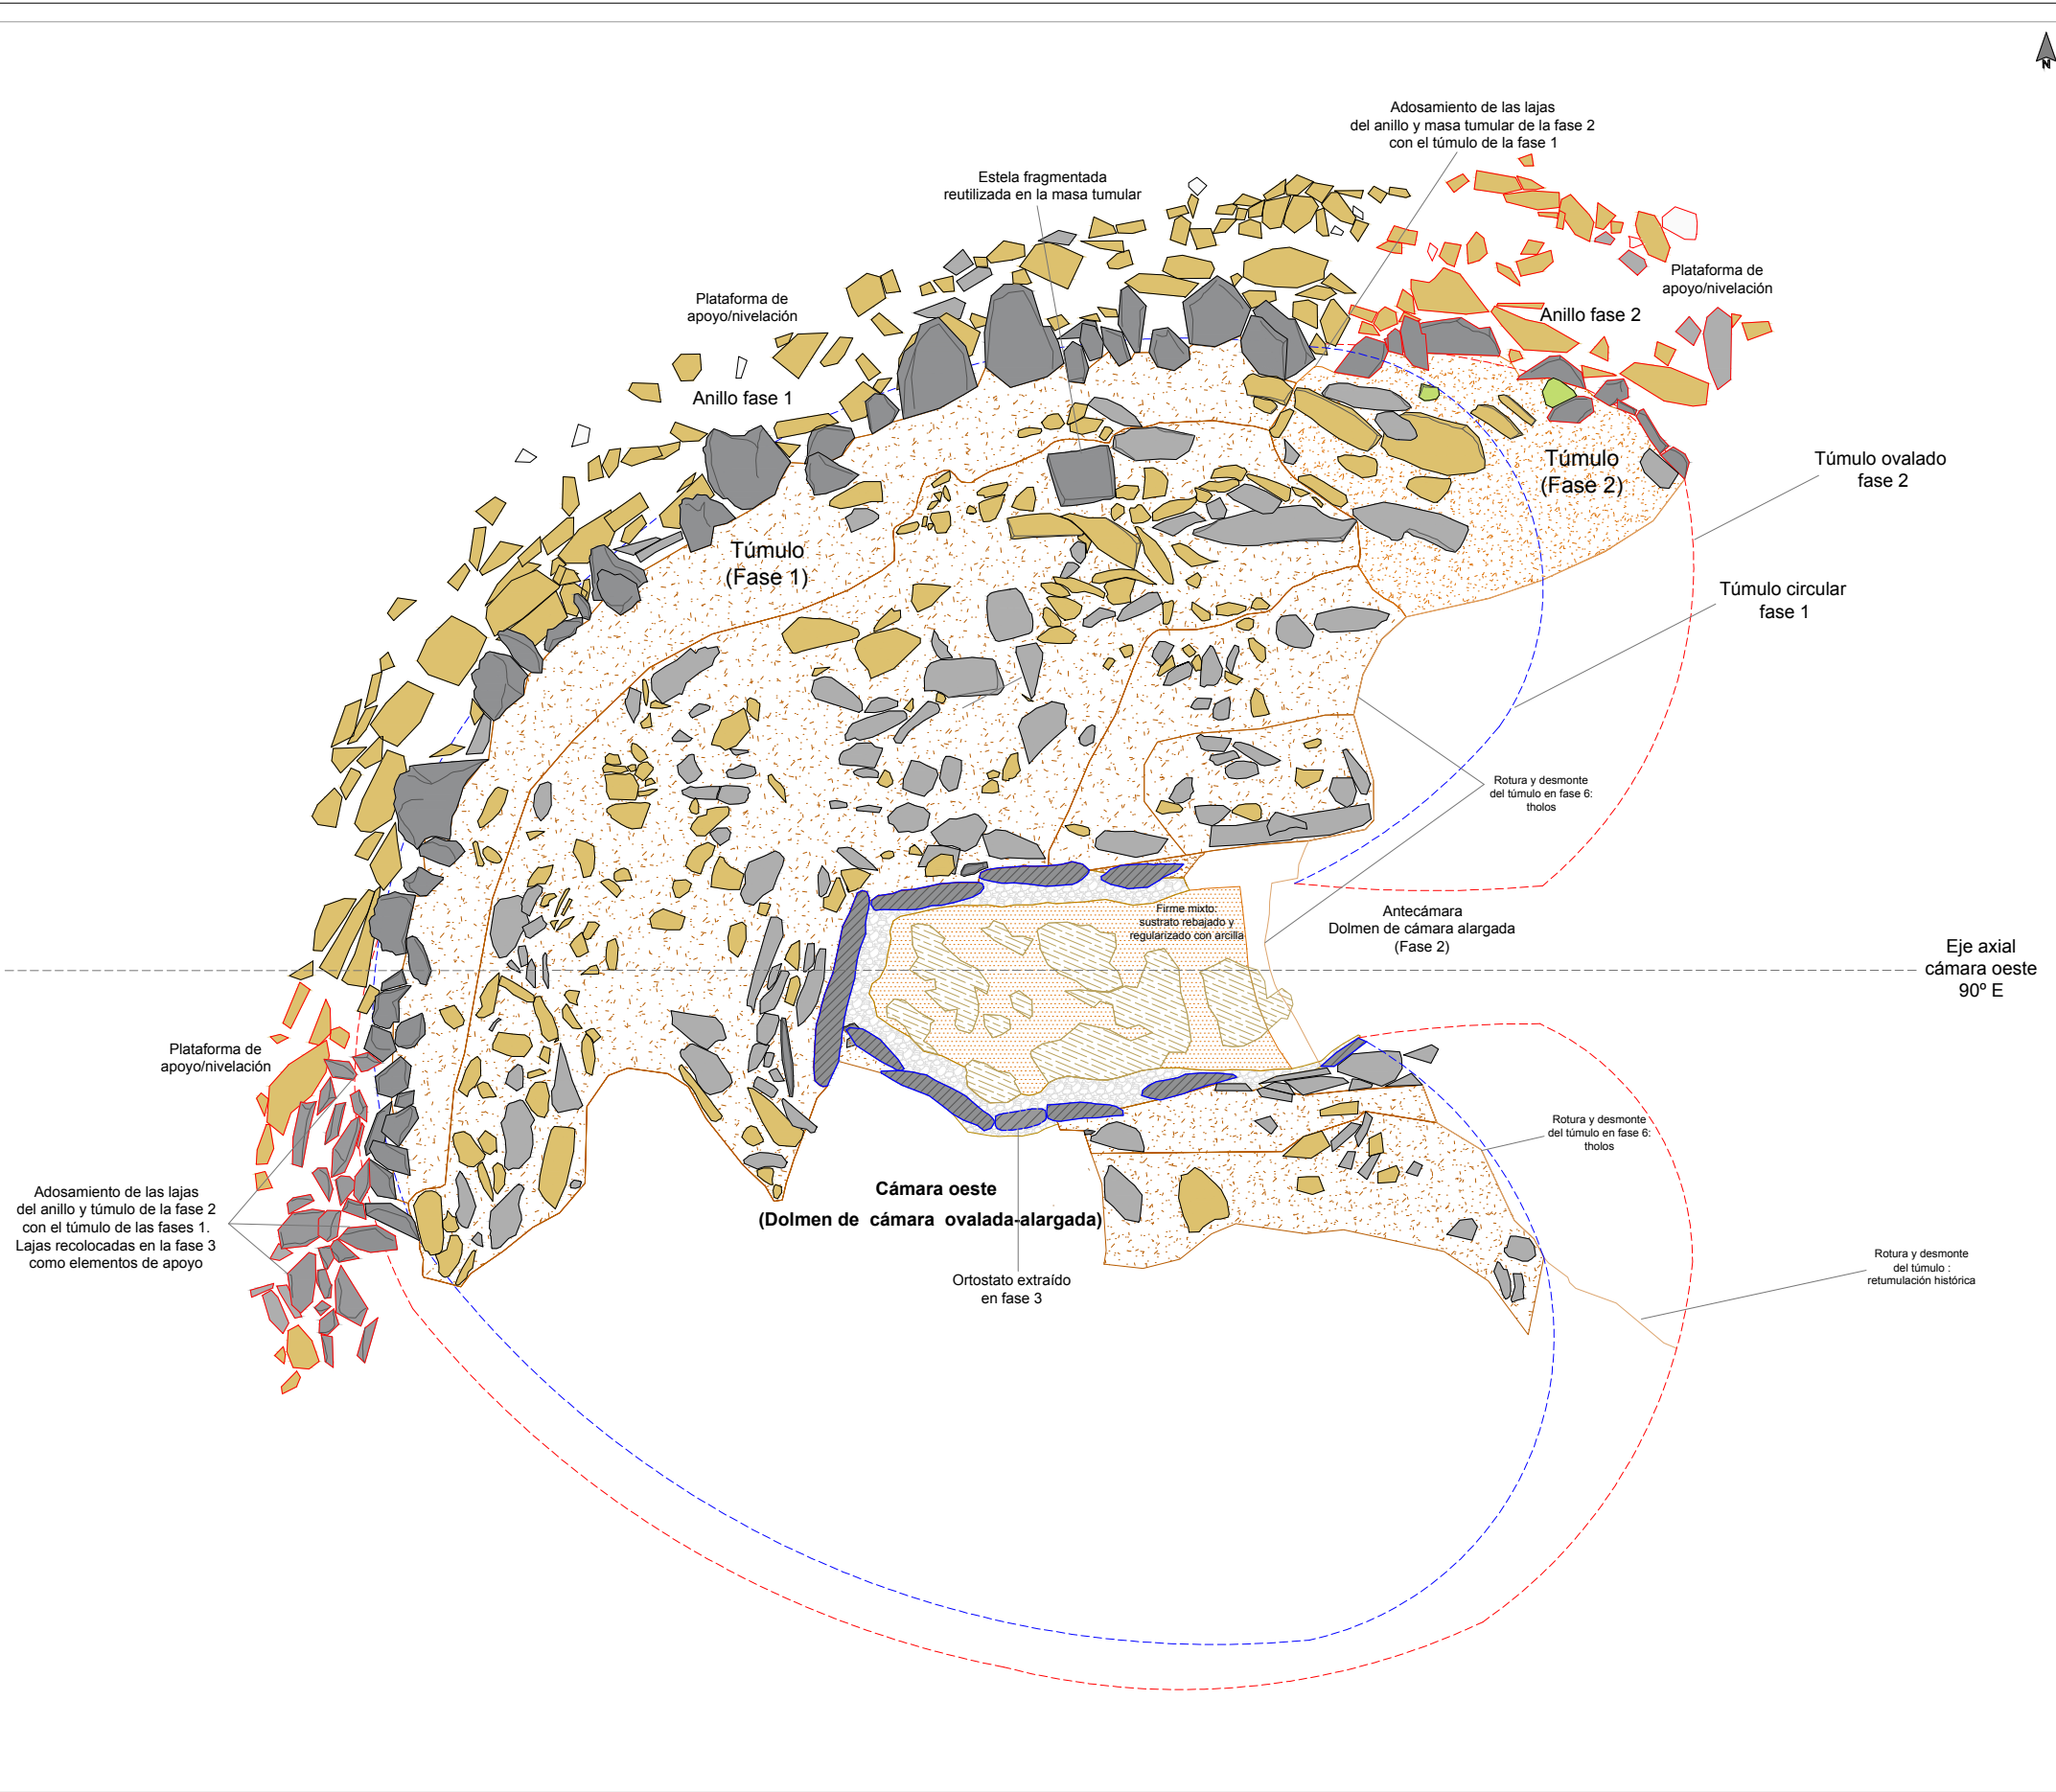 N
Adosamiento de las lajas
del anillo y masa tumular de la fase 2
con el túmulo de la fase 1
Estela fragmentada
reutilizada en la masa tumular
Plataforma de
apoyo/nivelación
Plataforma de
apoyo/nivelación
Anillo fase 2
Anillo fase 1
Túmulo
(Fase 2)
Túmulo ovalado
fase 2
Túmulo
(Fase 1)
Túmulo circular
fase 1
Rotura y desmonte
del túmulo en fase 6:
tholos
Firme mixto:
sustrato rebajado y
regularizado con arcilla
Antecámara
Dolmen de cámara alargada
(Fase 2)
Eje axial
cámara oeste
90º E
Plataforma de
apoyo/nivelación
Rotura y desmonte
del túmulo en fase 6:
tholos
Adosamiento de las lajas
del anillo y túmulo de la fase 2
con el túmulo de las fases 1.
Lajas recolocadas en la fase 3
como elementos de apoyo
Cámara oeste
(Dolmen de cámara ovalada-alargada)
Ortostato extraído
en fase 3
Rotura y desmonte
del túmulo :
retumulación histórica